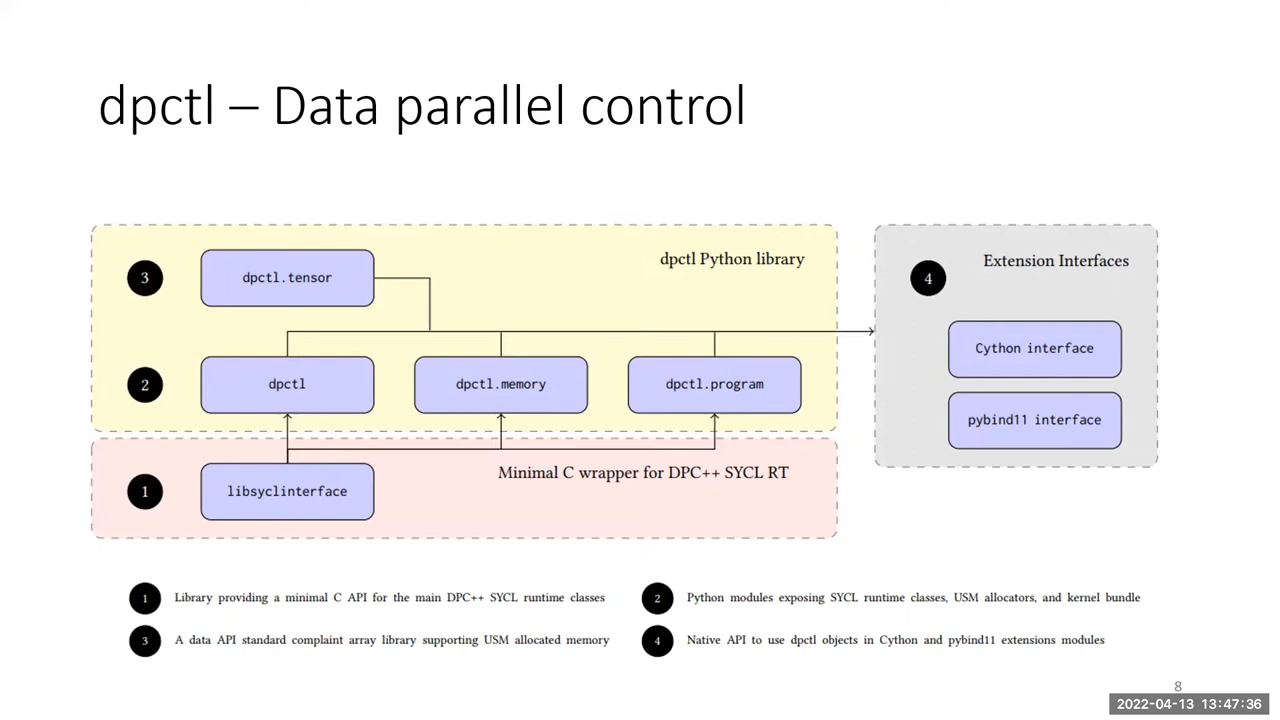 dpctl – Data parallel control
dpctl Python library
Extension Interfaces
3
dpctl.tensor
4
Cython interface
2
dpctl
dpctl.memory
dpctl.program
pybind11 interface
Minimal C wrapper for DPC++ SYCL RT
1
libsyclinterface
1 Library providing a minimal C API for the main DPC++ SYCL runtime classes
2 Python modules exposing SYCL runtime classes, USM allocators, and kernel bundle
3 A data API standard complaint array library supporting USM allocated memory
4 Native API to use dpctl objects in Cython and pybind11 extensions modules
8
2022-04-13 13:47:36